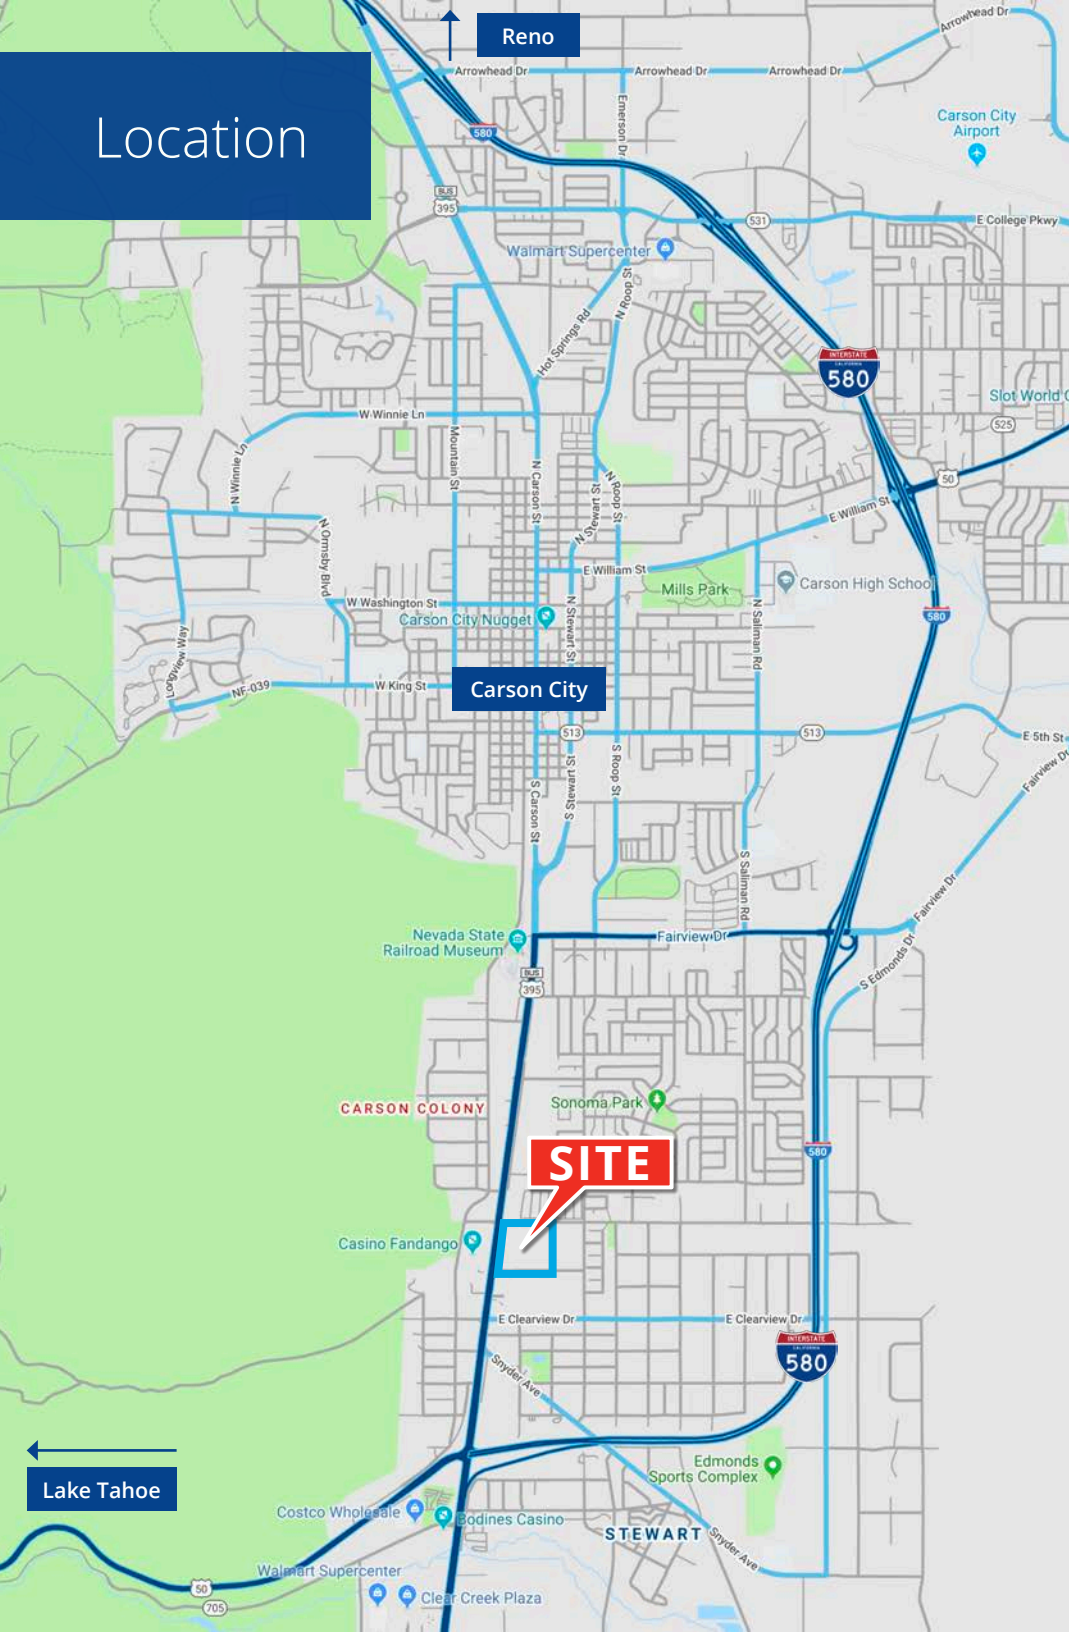 Reno
Arrowhead Dr
Arrowhead Dr
Arrowhead Dr
Arrowhead Dr
Location
580
Emerson Dr
Carson City
Airport
BUS
395
531
E College Pkwy
Walmart Supercenter
N Roop St
Hot Springs Rd
INTERSTATE
CALIFORNIA
580
Slot World C
525
W Winnie Ln
N Winnie Ln
Mountain St
N Carson St
N Stewart St
N Roop St
50
E William St
N Ormsby Blvd
E William St
Mills Park
Carson High School
W Washington St
Carson City Nugget
N Stewart St
N Saliman Rd
580
Longview Way
NF-039
W King St
Carson City
513
513
E 5th St
Fairview Dr
S Carson St
S Stewart St
S Roop St
S Saliman Rd
Fairview Dr
Nevada State
Railroad Museum
Fairview Dr
S Edmonds Dr
BUS
395
CARSON COLONY
Sonoma Park
580
SITE
Casino Fandango
E Clearview Dr
E Clearview Dr
INTERSTATE
CALIFORNIA
580
Snyder Ave
Lake Tahoe
Edmonds
Sports Complex
Costco Wholesale
Bodines Casino
STEWART
Snyder Ave
Walmart Supercenter
50
705
Clear Creek Plaza